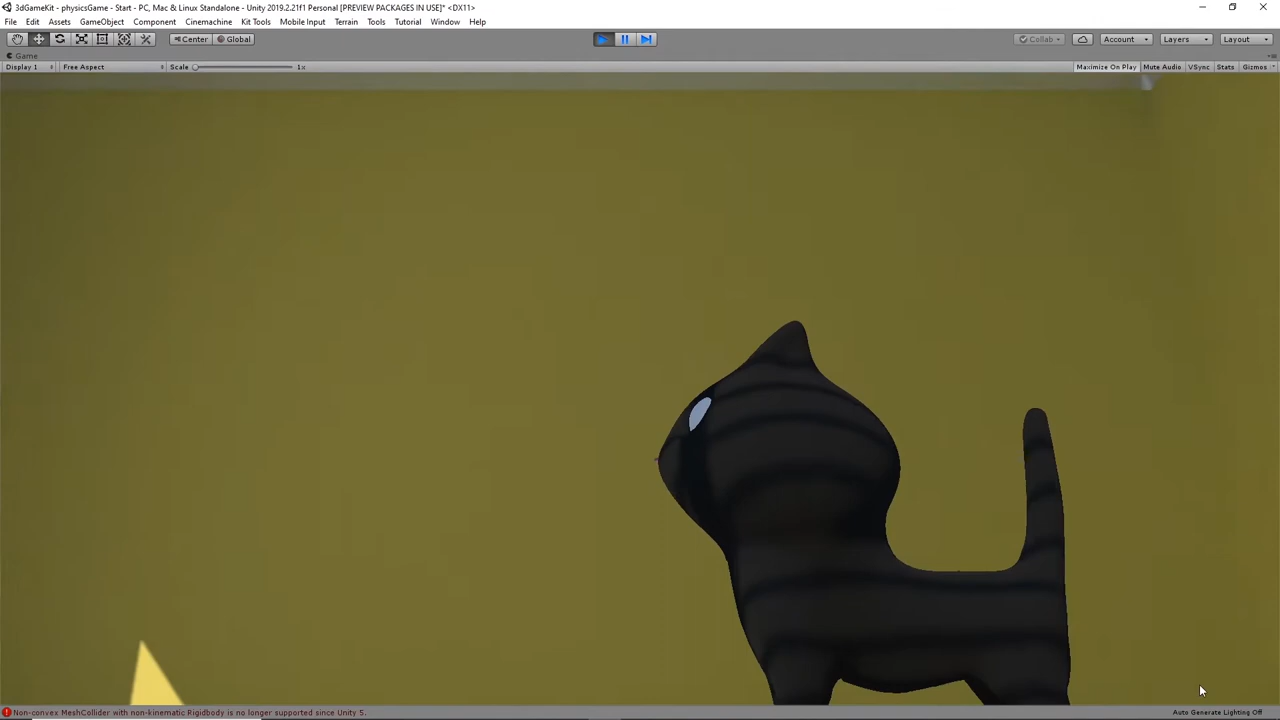 3dGameKit - Start - PC, Mac & Linux Standalone - Unity 2019.2.21f1 Personal [PREVIEW PACKAGES IN USE]* <DX11>
File Edit Assets GameObject Component Cinemachine Kit Tools Mobile Input Terrain Tools Tutorial Window Help
Center Global Collab Account Layers Layout
Game
Display 1 Free Aspect Scale 1x Maximize On Play Mute Audio VSync Stats Gizmos
Non-convex MeshCollider with non-kinematic Rigidbody is no longer supported since Unity 5. Auto Generate Lighting Off